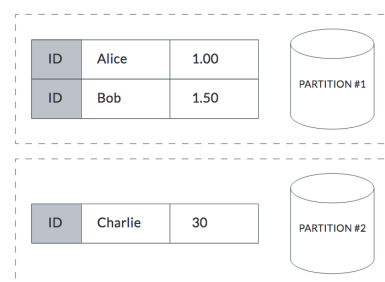 ID Alice 1.00
ID Bob 1.50
PARTITION #1
ID Charlie 30
PARTITION #2